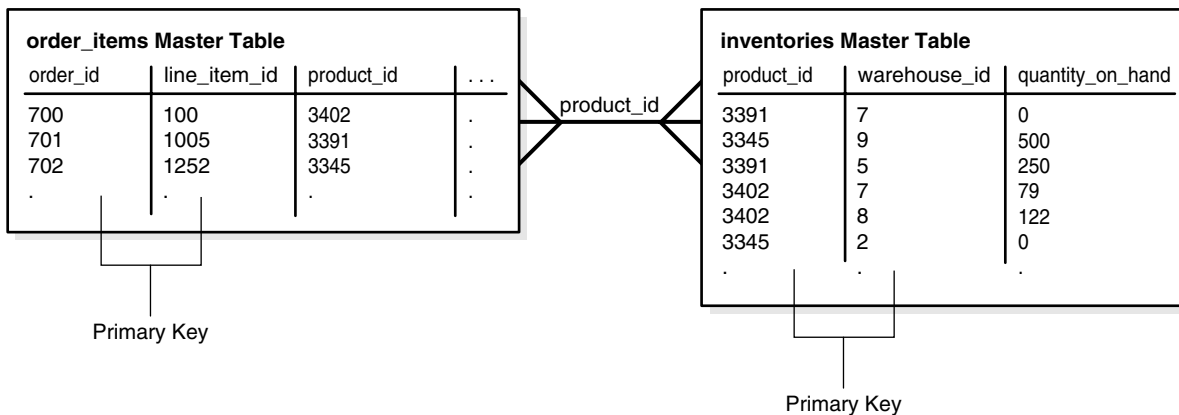 order_items Master Table
order_id line_item_id product_id . . .
700 100 3402 .
701 1005 3391 .
702 1252 3345 .
. . . .
Primary Key
product_id
inventories Master Table
product_id warehouse_id quantity_on_hand
3391 7 0
3345 9 500
3391 5 250
3402 7 79
3402 8 122
3345 2 0
. . .
Primary Key